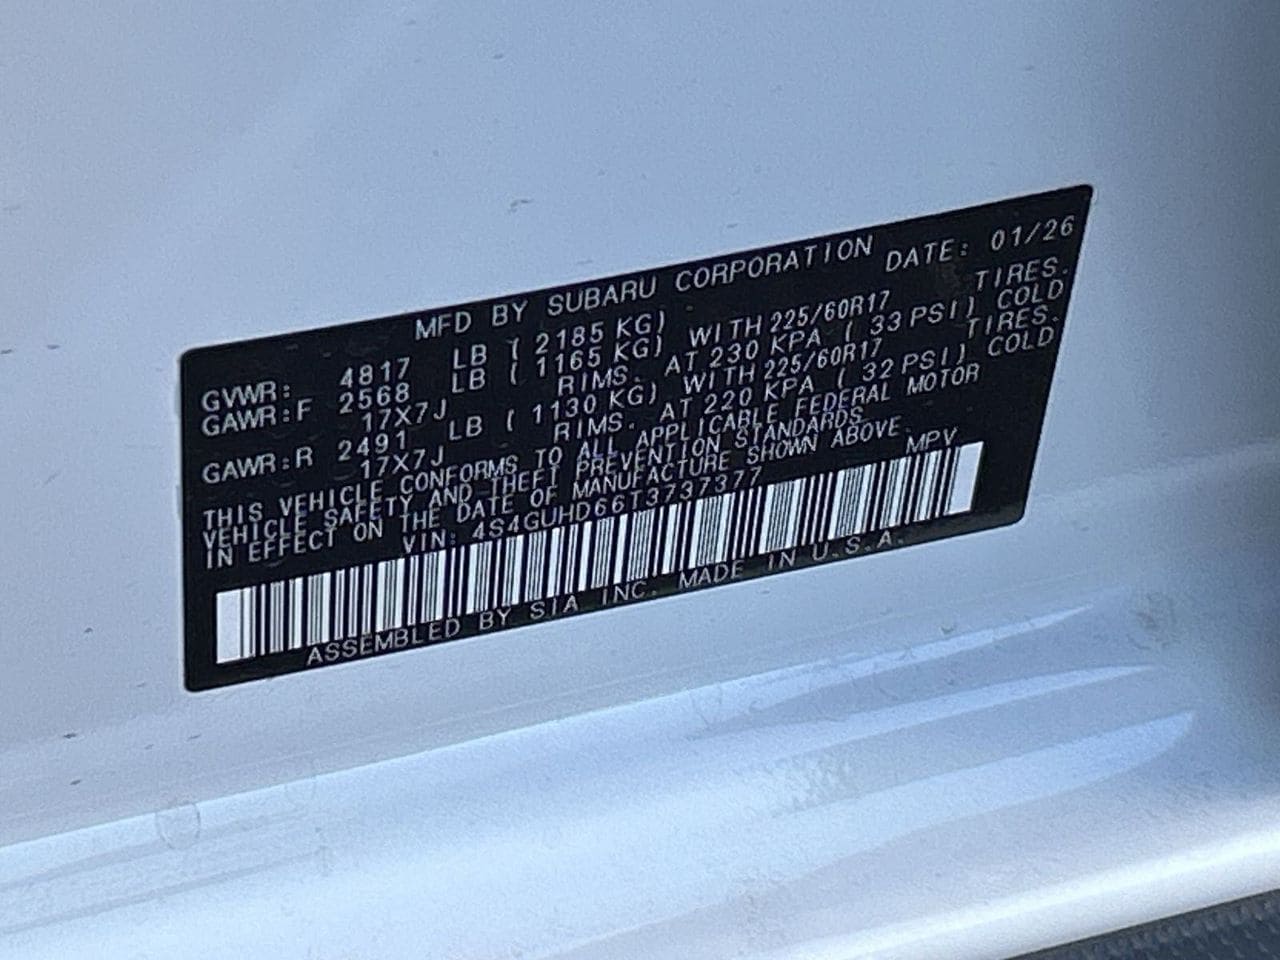 MFD BY SUBARU CORPORATION DATE: 01/26
GVWR: 4817 LB ( 2185 KG)
GAWR:F 2568 LB ( 1165 KG) WITH 225/60R17 TIRES.
17X7J RIMS. AT 230 KPA ( 33 PSI) COLD
GAWR:R 2491 LB ( 1130 KG) WITH 225/60R17 TIRES.
17X7J RIMS. AT 220 KPA ( 32 PSI) COLD
THIS VEHICLE CONFORMS TO ALL APPLICABLE FEDERAL MOTOR
VEHICLE SAFETY AND THEFT PREVENTION STANDARDS
IN EFFECT ON THE DATE OF MANUFACTURE SHOWN ABOVE.
VIN: 4S4GUHD66T3737377 MPV
ASSEMBLED BY SIA INC. MADE IN U.S.A.